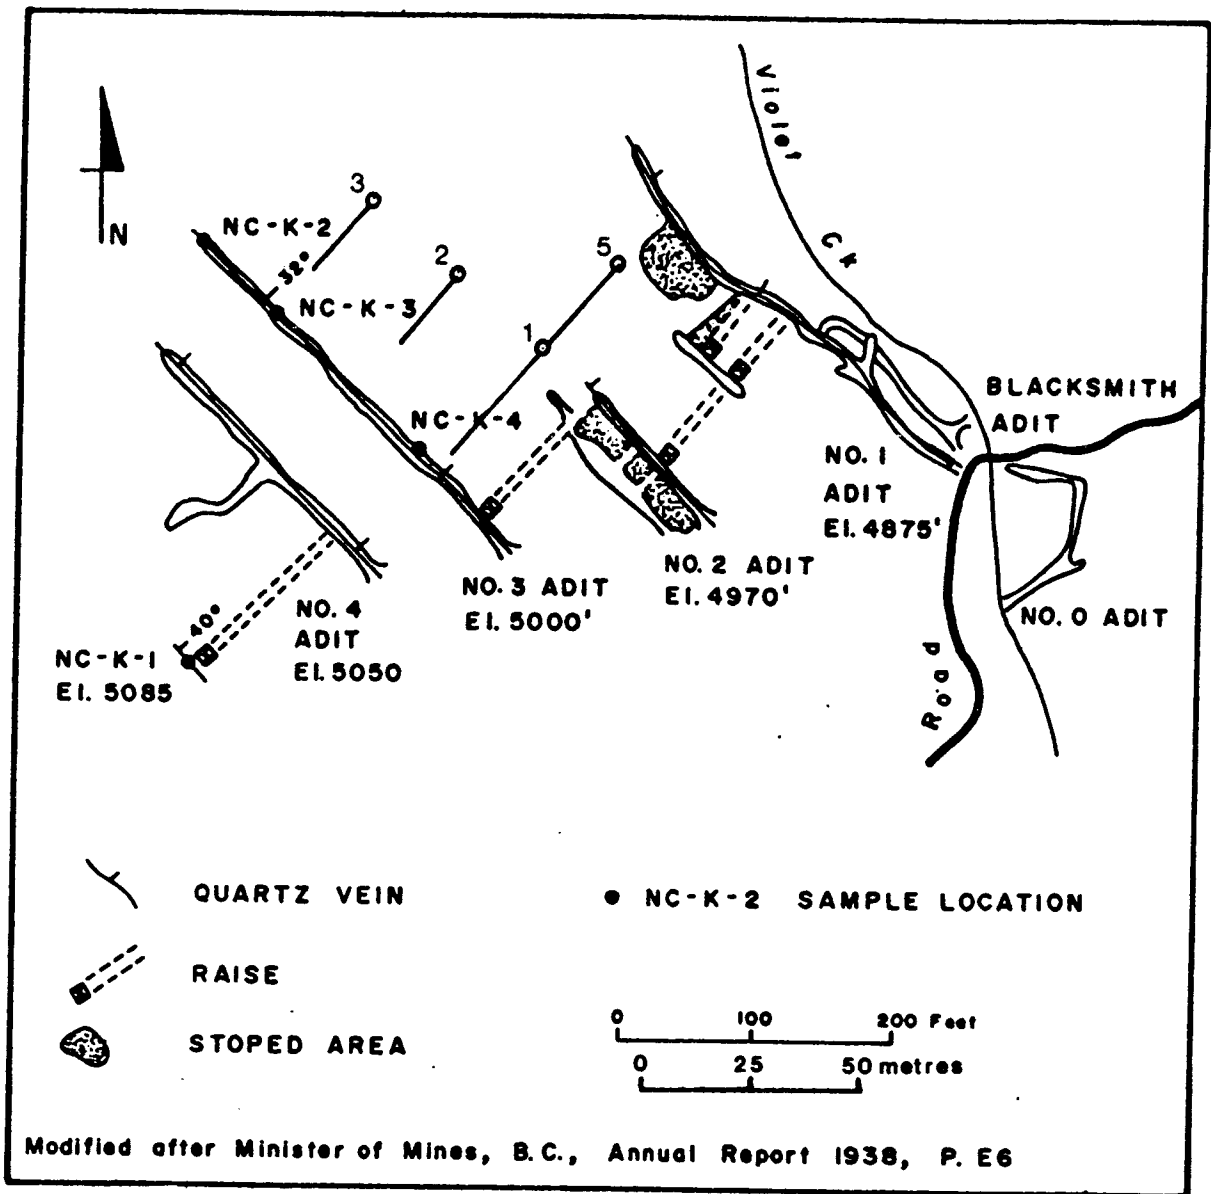 Violet Ck
N
3
NC-K-2
32°
2
5
NC-K-3
1
NC-K-4
BLACKSMITH
ADIT
NO. 1
ADIT
El. 4875'
NO. 2 ADIT
El. 4970'
NO. 3 ADIT
El. 5000'
NO. 4
ADIT
El. 5050
40°
NC-K-1
El. 5085
NO. 0 ADIT
Road
QUARTZ VEIN
NC-K-2 SAMPLE LOCATION
RAISE
STOPED AREA
0 100 200 Feet
0 25 50 metres
Modified after Minister of Mines, B.C., Annual Report 1938, P. E6